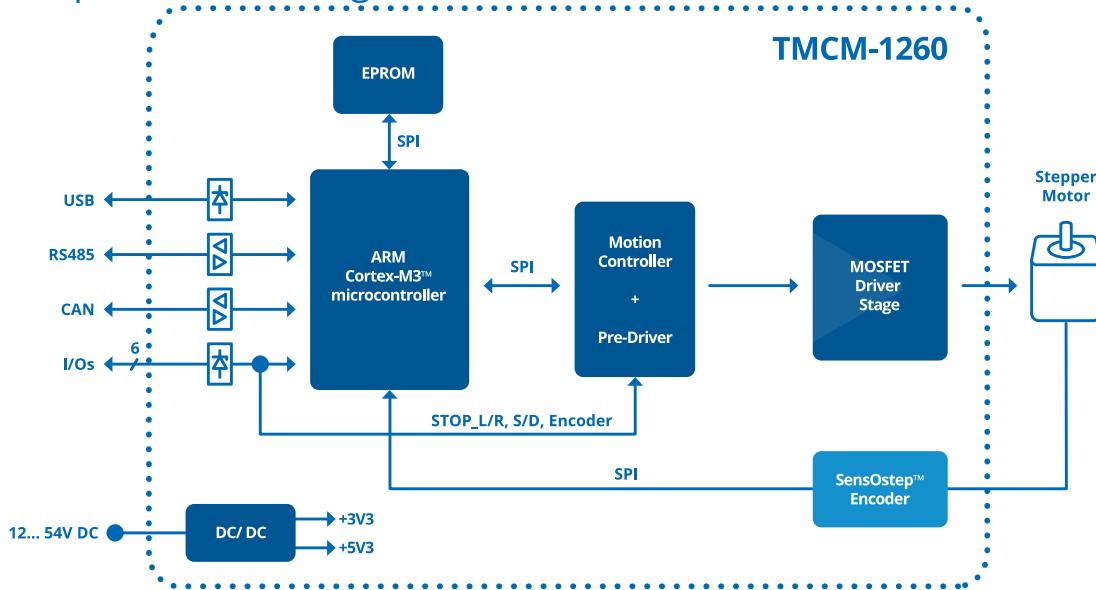 TMCM-1260
EPROM
SPI
USB
RS485
CAN
I/Os
6
ARM
Cortex-M3™
microcontroller
SPI
Motion
Controller
+
Pre-Driver
MOSFET
Driver
Stage
Stepper
Motor
STOP_L/R, S/D, Encoder
SPI
SensOstep™
Encoder
12... 54V DC
DC/ DC
+3V3
+5V3